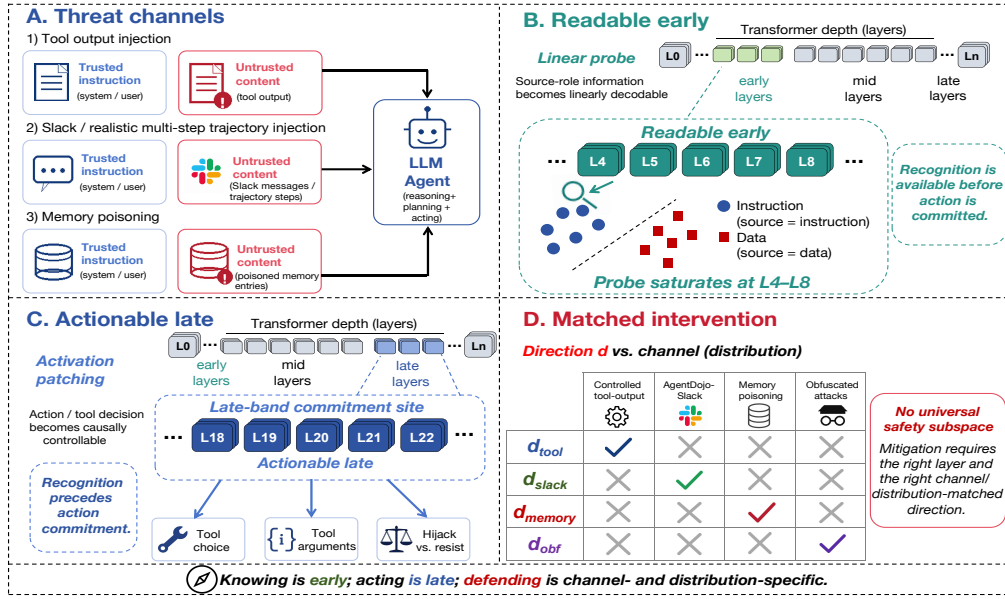 A. Threat channels
1) Tool output injection
Trusted
instruction
(system / user)
Untrusted
content
(tool output)
2) Slack / realistic multi-step trajectory injection
Trusted
instruction
(system / user)
Untrusted
content
(Slack messages /
trajectory steps)
3) Memory poisoning
Trusted
instruction
(system / user)
Untrusted
content
(poisoned memory
entries)
LLM
Agent
(reasoning+
planning +
acting)
B. Readable early
Transformer depth (layers)
Linear probe
L0 ··· Ln
Source-role information
becomes linearly decodable
early
layers
mid
layers
late
layers
Readable early
··· L4 L5 L6 L7 L8 ···
Instruction
(source = instruction)
Data
(source = data)
Probe saturates at L4–L8
Recognition is
available before
action is
committed.
C. Actionable late
Transformer depth (layers)
L0 ··· ··· Ln
Activation
patching
early
layers
mid
layers
late
layers
Action / tool decision
becomes causally
controllable
Late-band commitment site
··· L18 L19 L20 L21 L22 ···
Actionable late
Recognition
precedes
action
commitment.
Tool
choice
{i}
Tool
arguments
Hijack
vs. resist
D. Matched intervention
Direction d vs. channel (distribution)
Controlled
tool-output
AgentDojo-
Slack
Memory
poisoning
Obfuscated
attacks
d tool
d slack
d memory
d obf
No universal
safety subspace
Mitigation requires
the right layer and
the right channel/
distribution-matched
direction.
Knowing is early; acting is late; defending is channel- and distribution-specific.